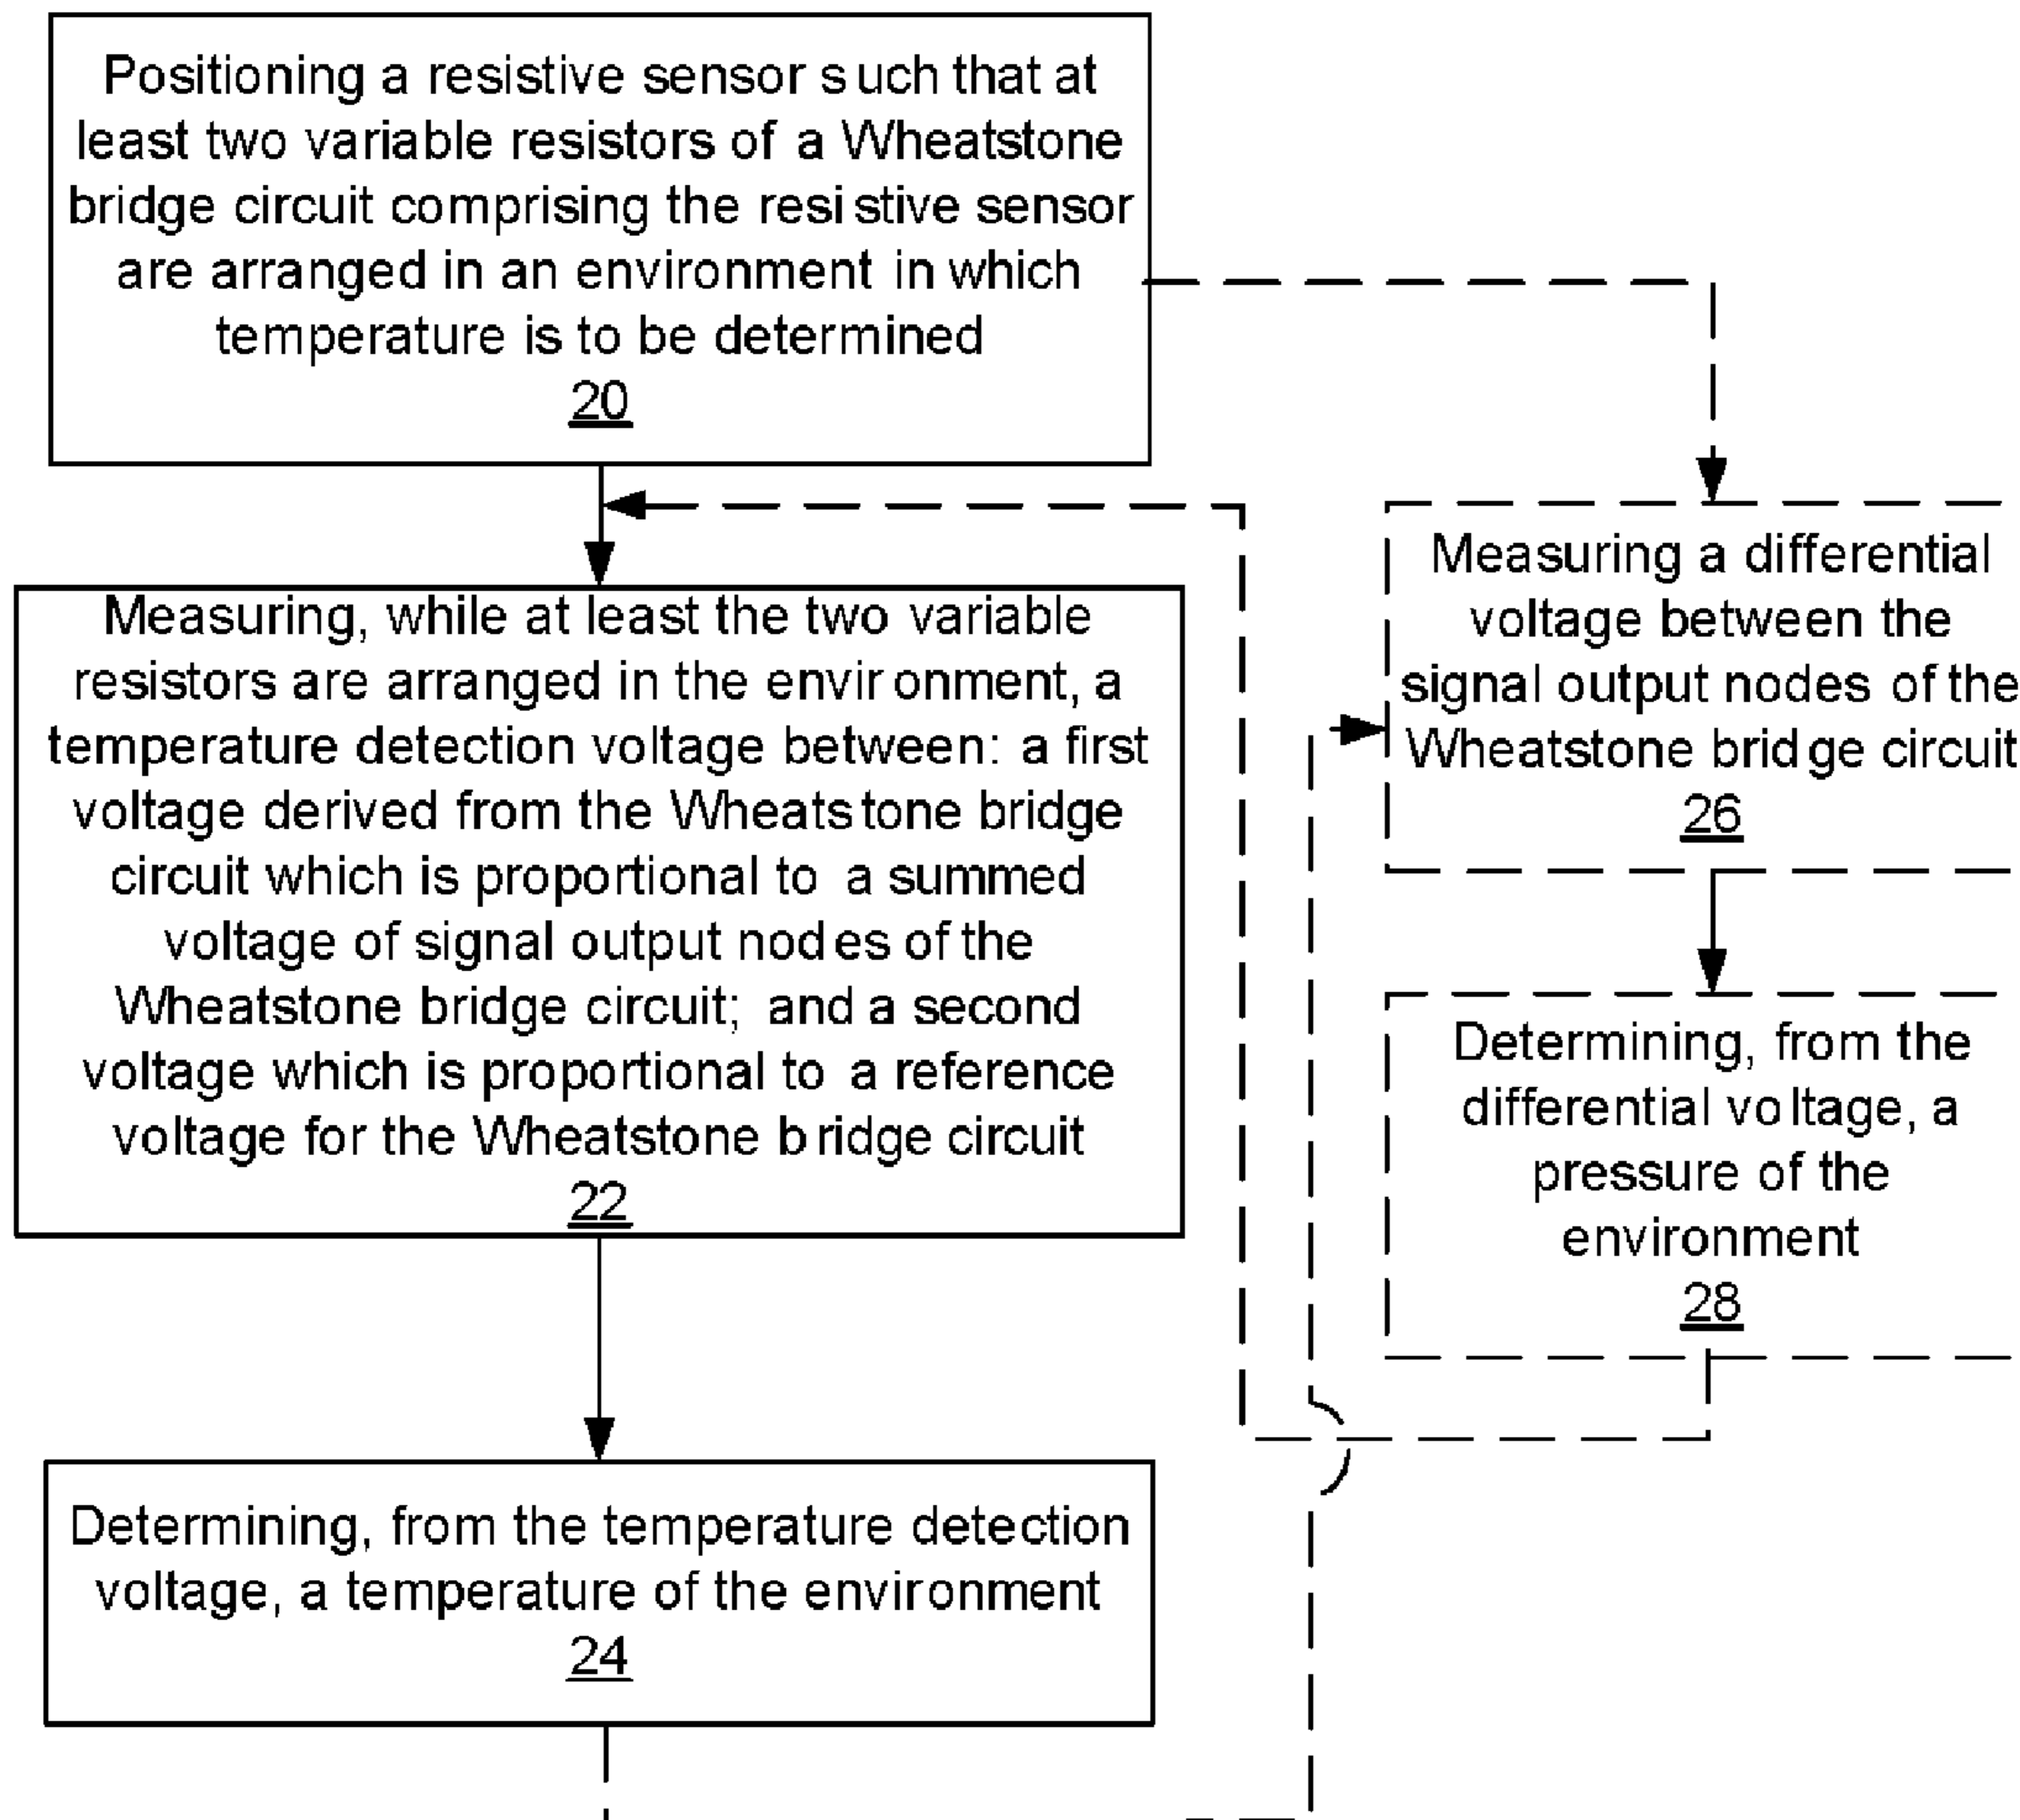 Positioning a resistive sensor such that at
least two variable resistors of a Wheatstone
bridge circuit comprising the resistive sensor
are arranged in an environment in which
temperature is to be determined
20
Measuring, while at least the two variable
resistors are arranged in the environment, a
temperature detection voltage between: a first
voltage derived from the Wheatstone bridge
circuit which is proportional to a summed
voltage of signal output nodes of the
Wheatstone bridge circuit; and a second
voltage which is proportional to a reference
voltage for the Wheatstone bridge circuit
22
Determining, from the temperature detection
voltage, a temperature of the environment
24
Measuring a differential
voltage between the
signal output nodes of the
Wheatstone bridge circuit
26
Determining, from the
differential voltage, a
pressure of the
environment
28